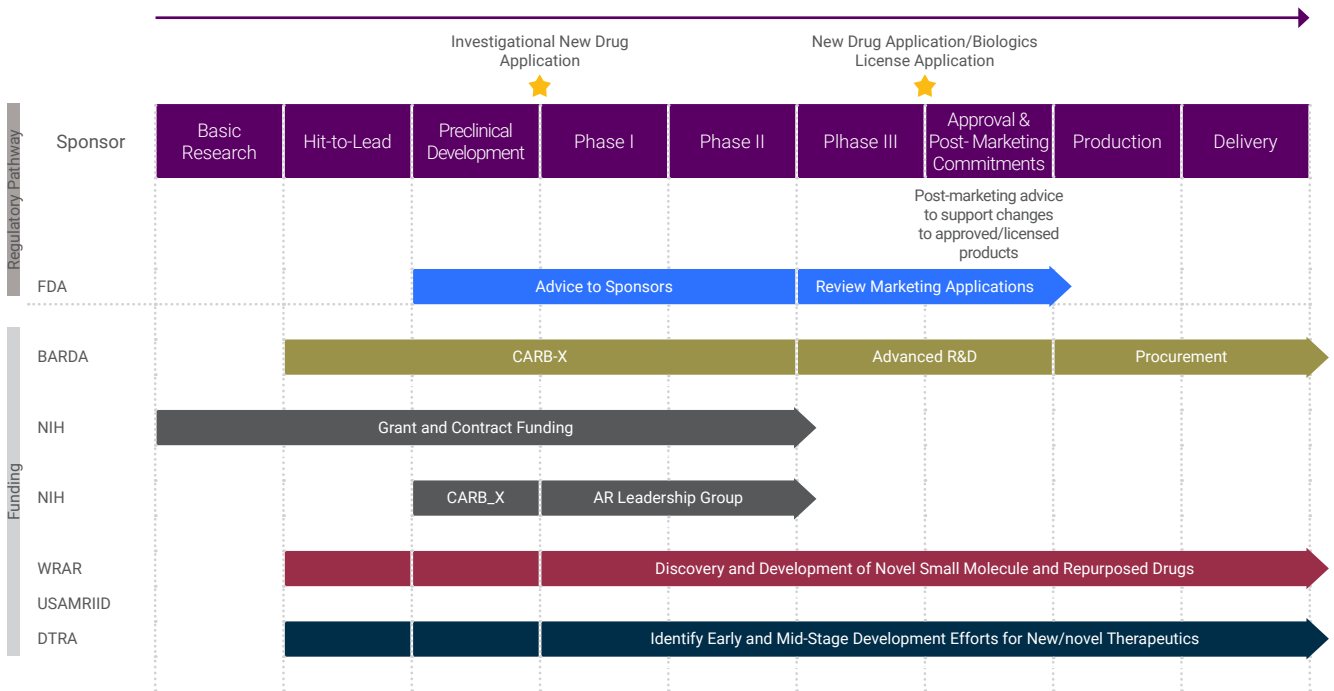 Investigational New Drug
Application
New Drug Application/Biologics
License Application
Regulatory Pathway
Sponsor
Basic
Research
Hit-to-Lead
Preclinical
Development
Phase I
Phase II
Plhase III
Approval &
Post- Marketing
Commitments
Production
Delivery
Post-marketing advice
to support changes
to approved/licensed
products
FDA
Advice to Sponsors
Review Marketing Applications
Funding
BARDA
CARB-X
Advanced R&D
Procurement
NIH
Grant and Contract Funding
NIH
CARB_X
AR Leadership Group
WRAR
Discovery and Development of Novel Small Molecule and Repurposed Drugs
USAMRIID
DTRA
Identify Early and Mid-Stage Development Efforts for New/novel Therapeutics